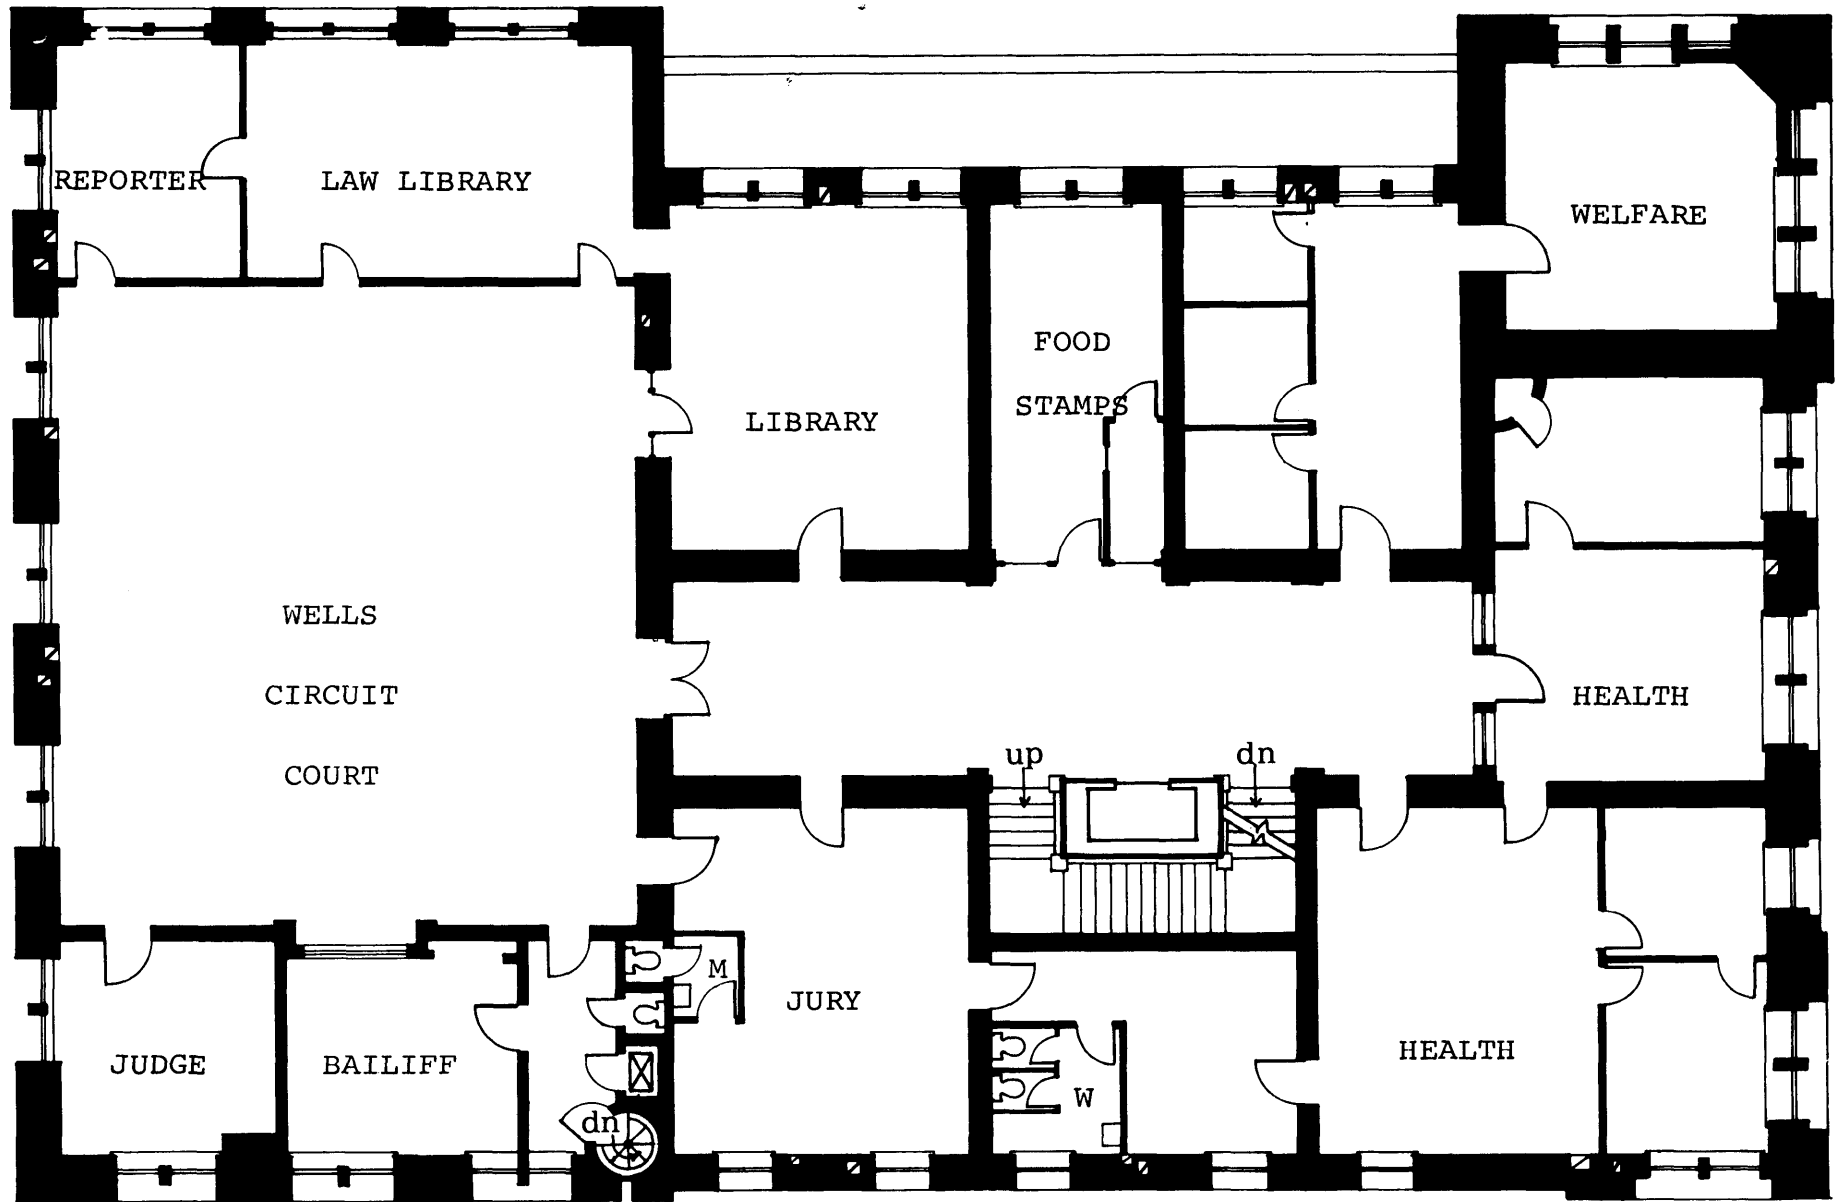 REPORTER
LAW LIBRARY
WELFARE
LIBRARY
FOOD
STAMPS
WELLS
CIRCUIT
COURT
HEALTH
up
dn
M
JURY
JUDGE
BAILIFF
dn
W
HEALTH